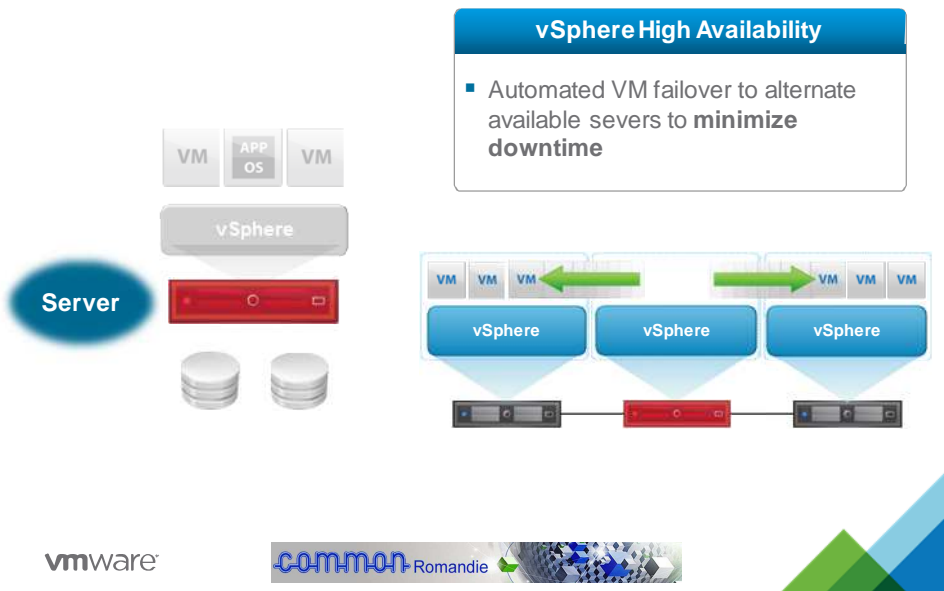 vSphere High Availability
▪ Automated VM failover to alternate
available severs to minimize
downtime
VM APP OS VM
vSphere
Server
VM VM VM VM VM VM
vSphere vSphere vSphere
vmware
COMMON Romandie